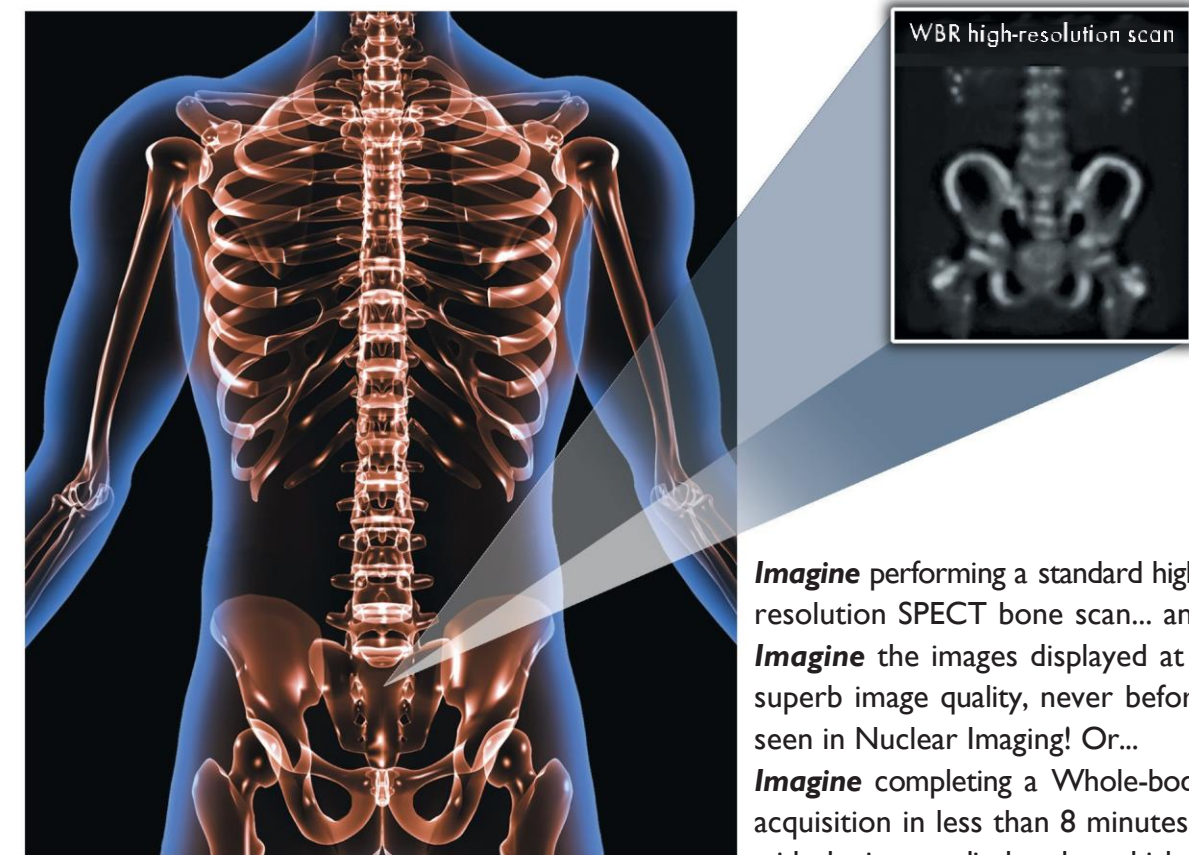 WBR high-resolution scan
Imagine performing a standard high
resolution SPECT bone scan... an
Imagine the images displayed at
superb image quality, never befor
seen in Nuclear Imaging! Or...
Imagine completing a Whole-bod
acquisition in less than 8 minutes